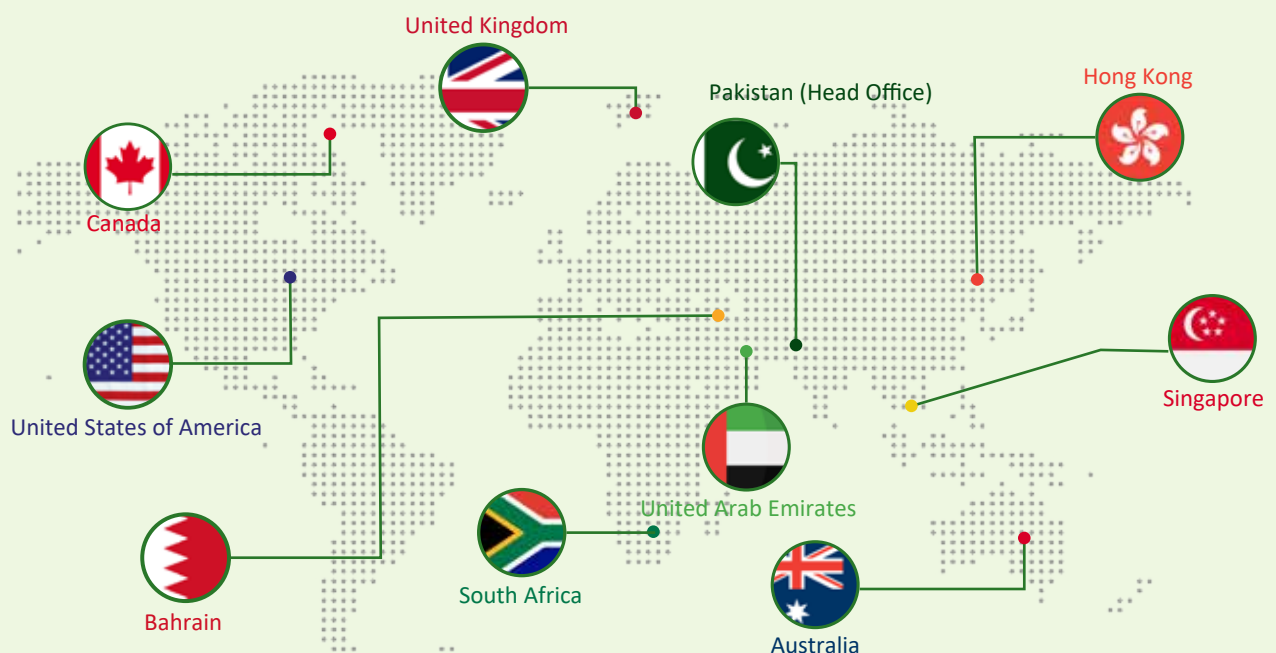 United Kingdom
Hong Kong
Pakistan (Head Office)
Canada
Singapore
United States of America
United Arab Emirates
South Africa
Bahrain
Australia